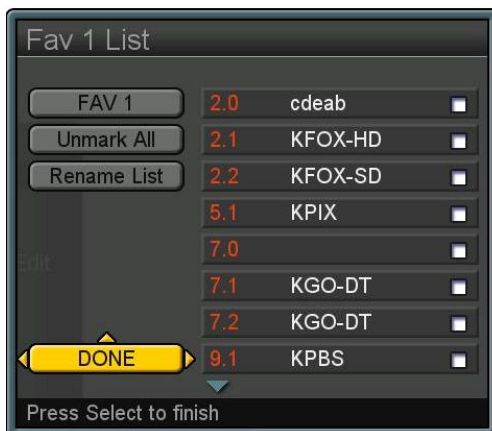 Fav 1 List
FAV 1
Unmark All
Rename List
Edit
DONE
2.0 cdeab
2.1 KFOX-HD
2.2 KFOX-SD
5.1 KPIX
7.0
7.1 KGO-DT
7.2 KGO-DT
9.1 KPBS
Press Select to finish